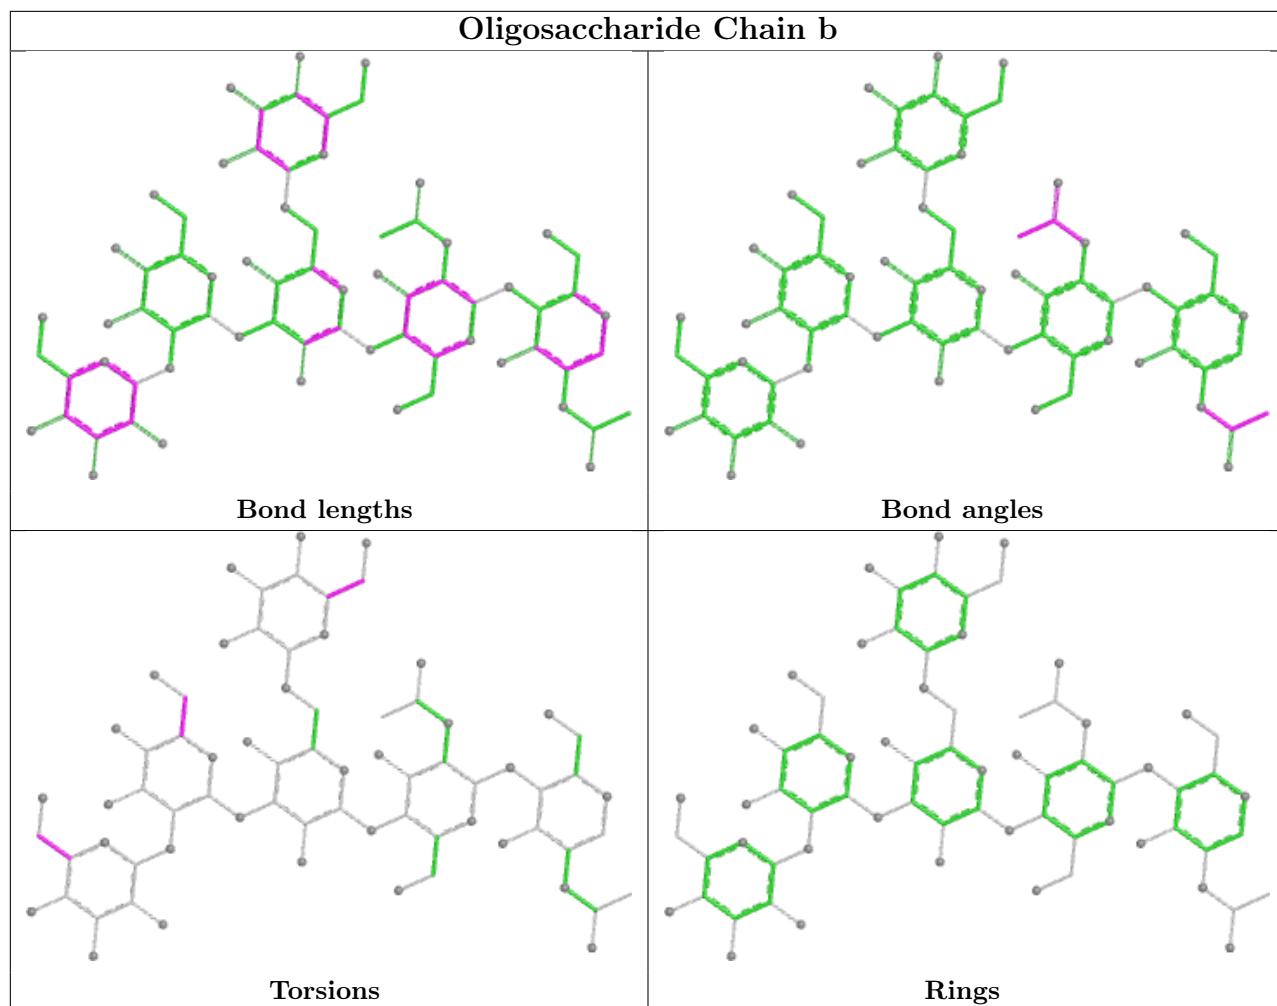 Oligosaccharide Chain b
Bond lengths
Bond angles
Torsions
Rings